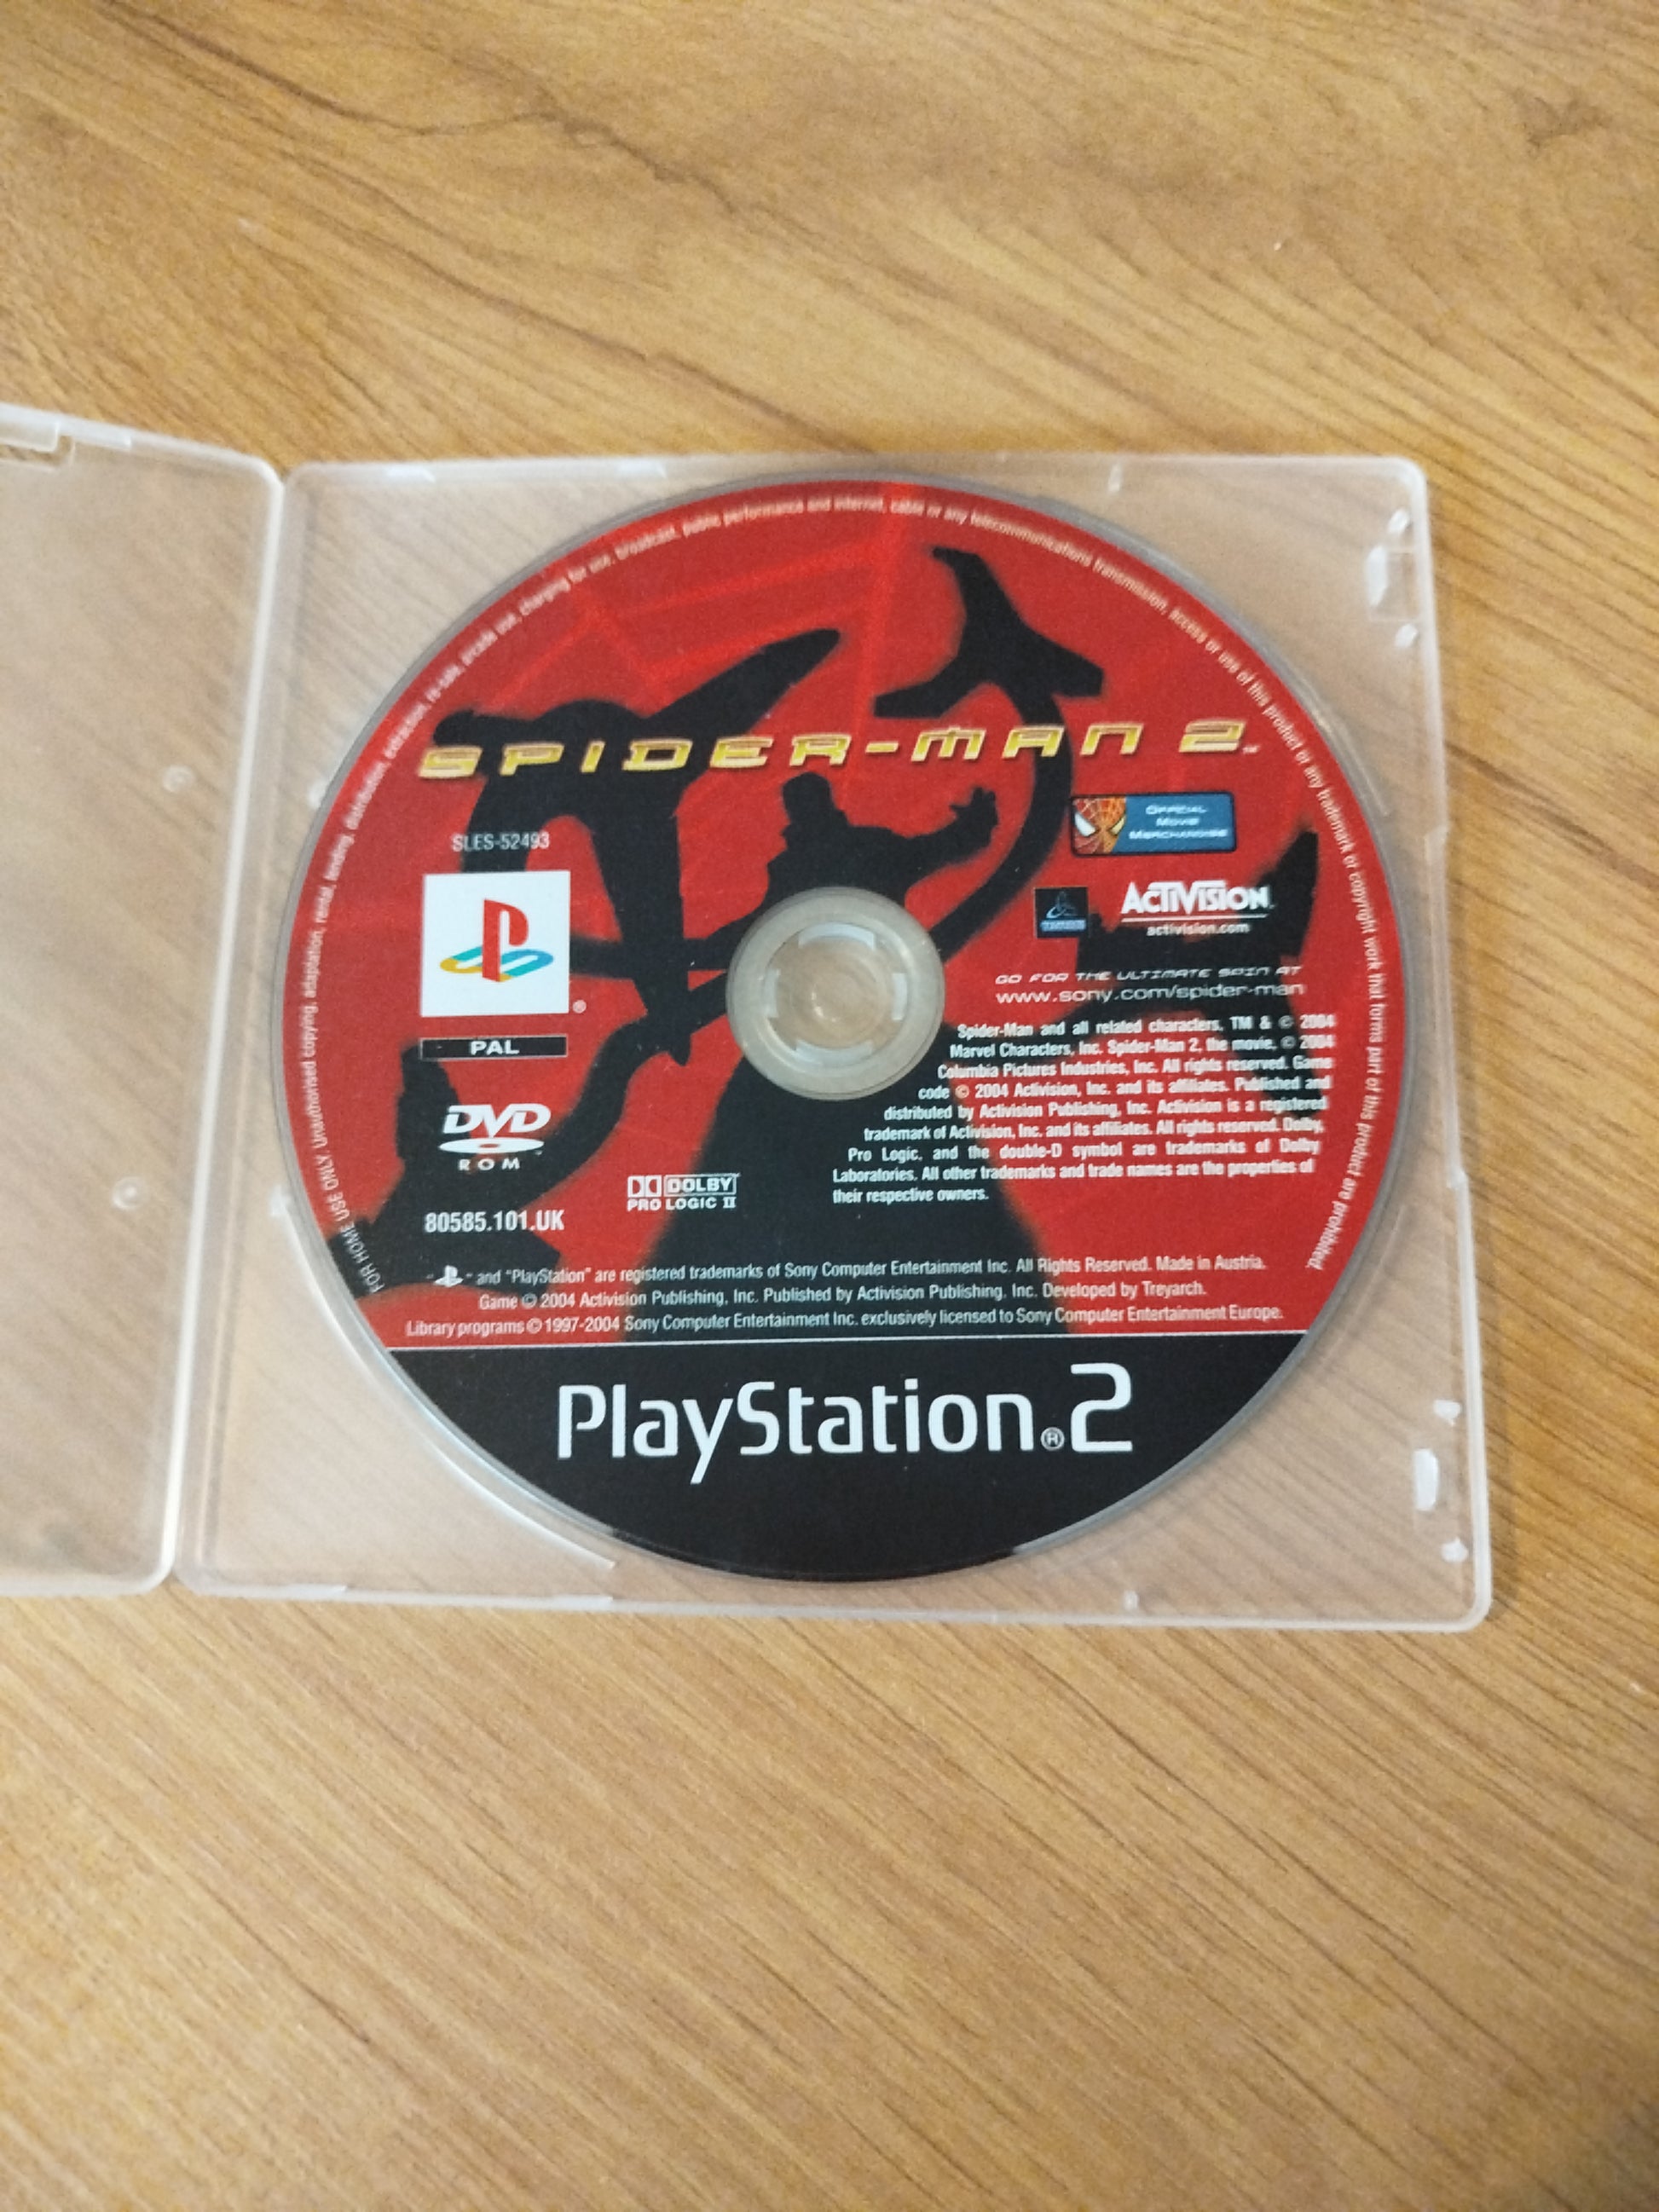 FOR HOME USE ONLY. Unauthorised copying, adaptation, rental, lending, distribution, extraction, re-sale, arcade use, charging for use, broadcast, public performance and internet, cable or any telecommunications transmission, access or use of this product or any trademark or copyright work that forms part of this product are prohibited.
SPIDER-MAN 2™
OFFICIAL
MOVIE
MERCHANDISE
SLES-52493
ACTIVISION
activision.com
GO FOR THE ULTIMATE SPIN AT
www.sony.com/spider-man
®
PAL
Spider-Man and all related characters, TM & © 2004
Marvel Characters, Inc. Spider-Man 2, the movie, © 2004
Columbia Pictures Industries, Inc. All rights reserved. Game
code © 2004 Activision, Inc. and its affiliates. Published and
distributed by Activision Publishing, Inc. Activision is a registered
trademark of Activision, Inc. and its affiliates. All rights reserved. Dolby,
Pro Logic, and the double-D symbol are trademarks of Dolby
Laboratories. All other trademarks and trade names are the properties of
their respective owners.
DVD
ROM
DOLBY
PRO LOGIC II
80585.101.UK
" " and "PlayStation" are registered trademarks of Sony Computer Entertainment Inc. All Rights Reserved. Made in Austria.
Game © 2004 Activision Publishing, Inc. Published by Activision Publishing, Inc. Developed by Treyarch.
Library programs © 1997-2004 Sony Computer Entertainment Inc. exclusively licensed to Sony Computer Entertainment Europe.
PlayStation®2